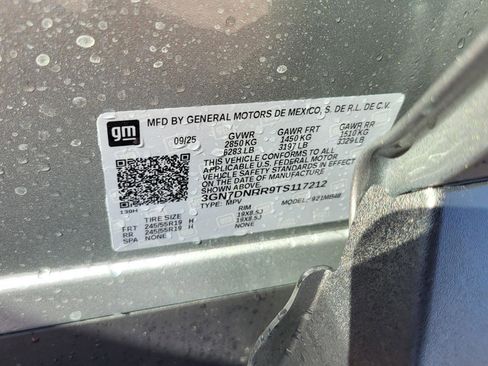 gm
MFD BY GENERAL MOTORS DE MEXICO, S. DE R.L. DE C.V.
09/25 GVWR GAWR FRT GAWR RR
2850 KG 1450 KG 1510 KG
6283 LB 3197 LB 3329 LB
THIS VEHICLE CONFORMS TO ALL
APPLICABLE U.S. FEDERAL MOTOR
VEHICLE SAFETY STANDARDS IN
EFFECT ON THE DATE OF MANUFACTURE
SHOWN ABOVE.
3GN7DNRR9TS117212
TYPE: MPV MODEL:
139H
TIRE SIZE RIM
FRT 245/55R19 H 19X8.5J
RR 245/55R19 H 19X8.5J
SPA NONE NONE